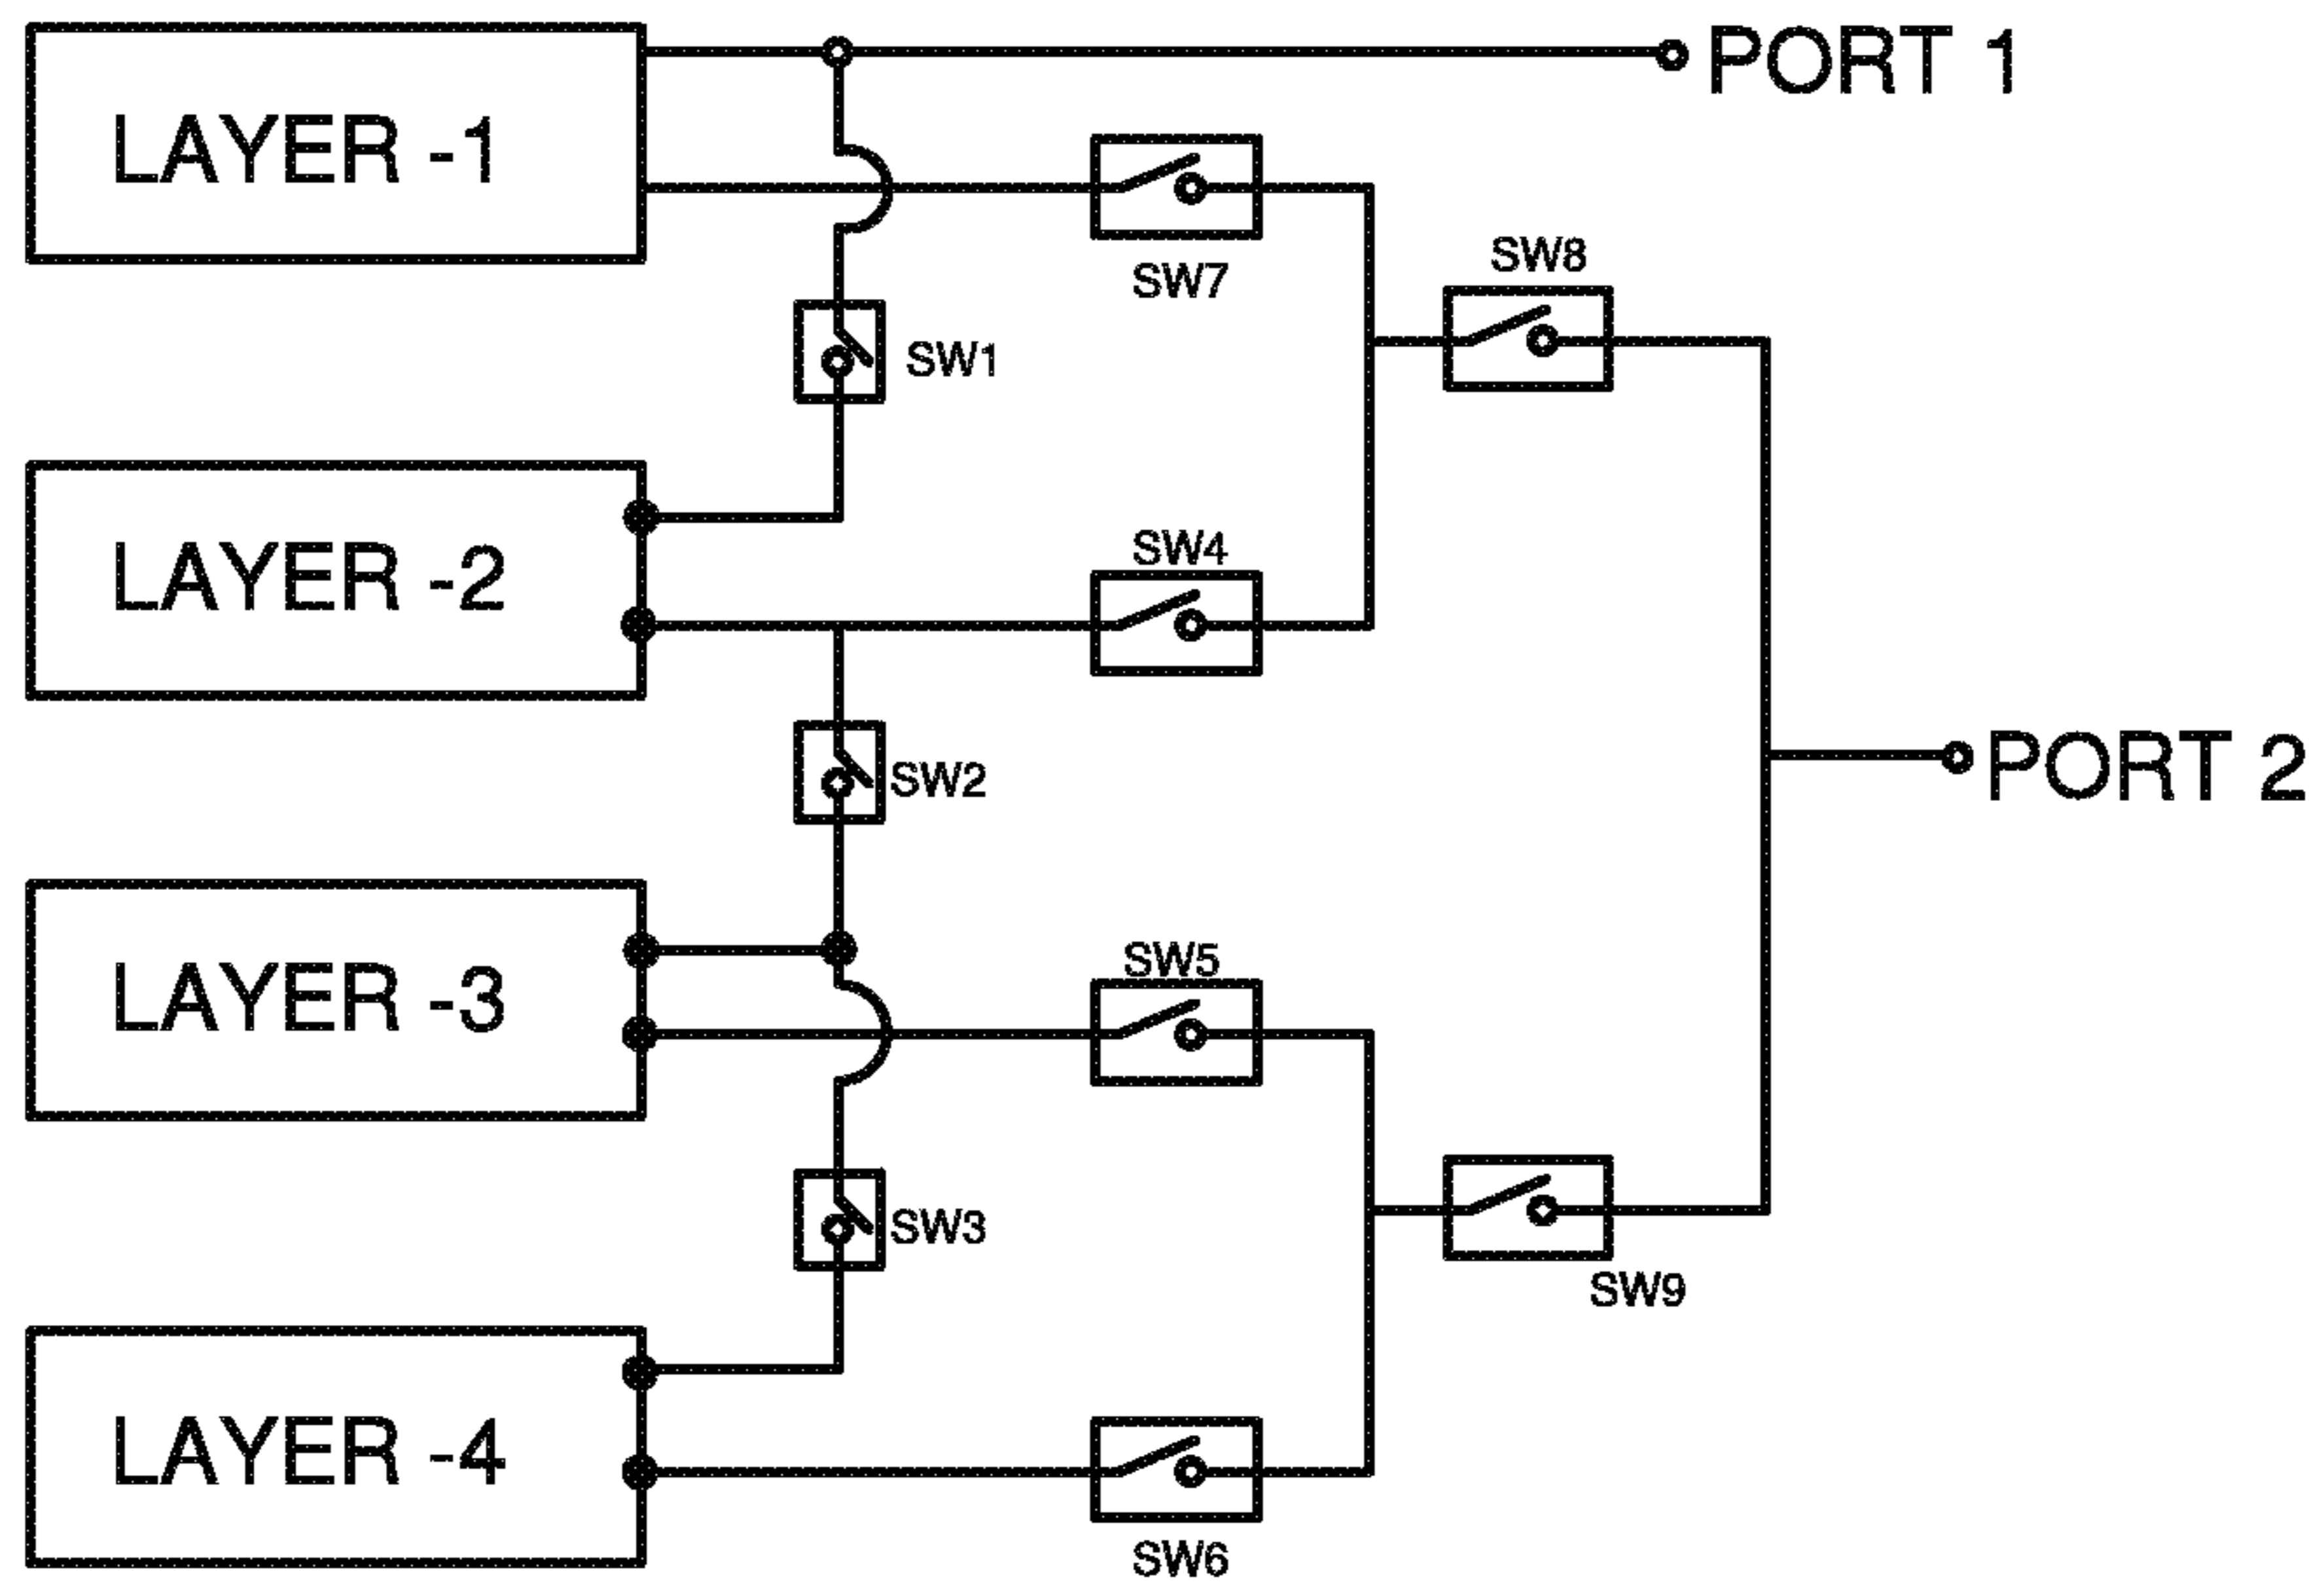 PORT 1
LAYER -1
SW7
SW8
SW1
LAYER -2
SW4
SW2
PORT 2
LAYER -3
SW5
SW3
SW9
LAYER -4
SW6